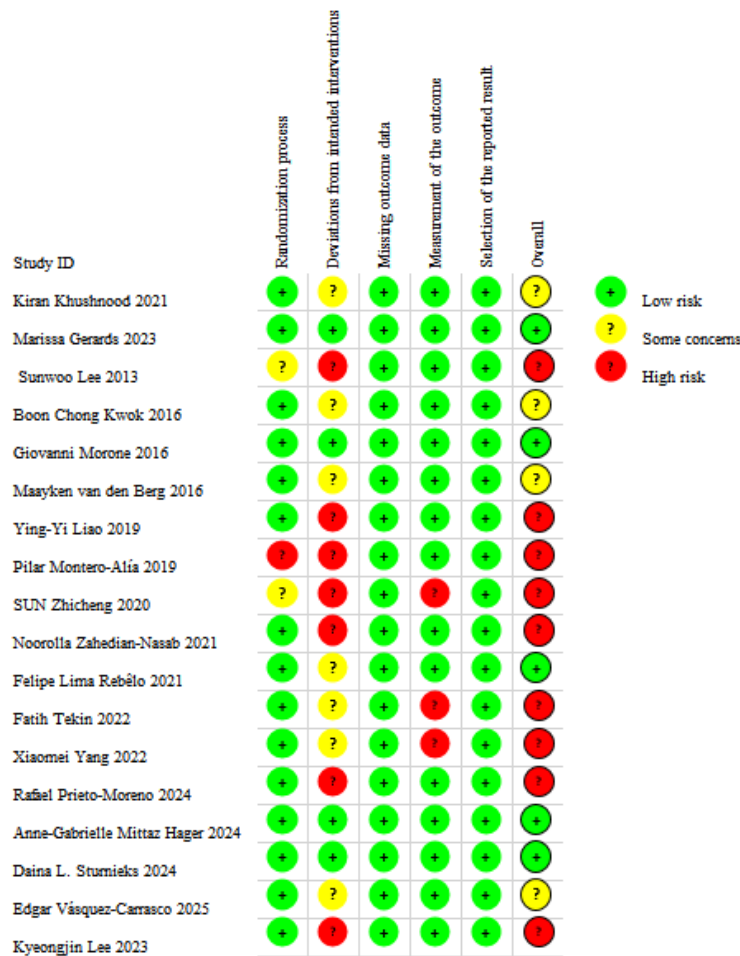 Randomization process
Deviations from intended interventions
Missing outcome data
Measurement of the outcome
Selection of the reported result
Overall
Study ID
Kiran Khushnood 2021 + ? + + + ?
+ Low risk
Marissa Gerards 2023 + + + + + +
? Some concerns
Sunwoo Lee 2013 ? ? + + + ?
? High risk
Boon Chong Kwok 2016 + ? + + + ?
Giovanni Morone 2016 + + + + + +
Maayken van den Berg 2016 + ? + + + ?
Ying-Yi Liao 2019 + ? + + + ?
Pilar Montero-Alía 2019 ? ? + + + ?
SUN Zhicheng 2020 ? ? + ? + ?
Noorolla Zahedian-Nasab 2021 + ? + + + ?
Felipe Lima Rebêlo 2021 + ? + + + +
Fatih Tekin 2022 + ? + ? + ?
Xiaomei Yang 2022 + ? + ? + ?
Rafael Prieto-Moreno 2024 + ? + + + ?
Anne-Gabrielle Mittaz Hager 2024 + + + + + +
Daina L. Sturnieks 2024 + + + + + +
Edgar Vásquez-Carrasco 2025 + ? + + + ?
Kyeongjin Lee 2023 + ? + + + ?